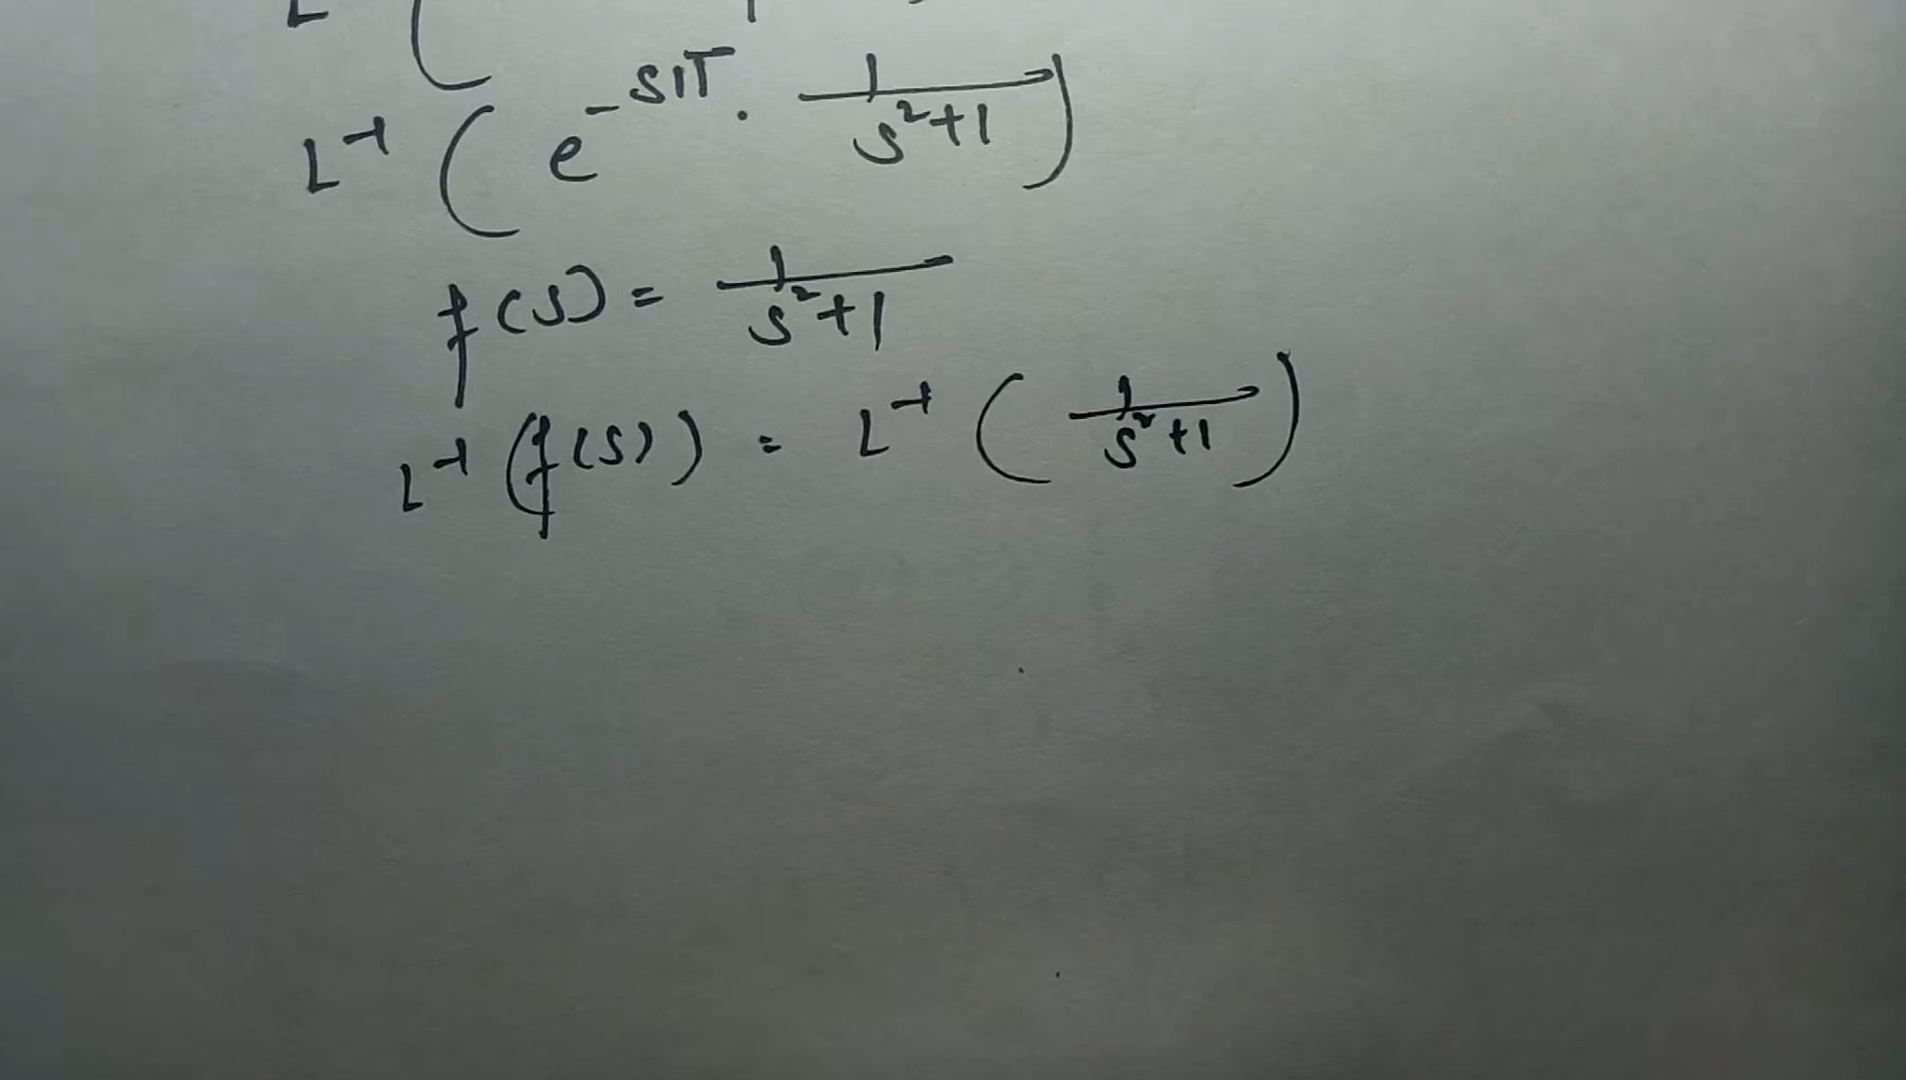 L (
L⁻¹ ( e^{-sπ} · 1/(s²+1) )
f(s) = 1/(s²+1)
L⁻¹ (f(s)) = L⁻¹ ( 1/(s²+1) )